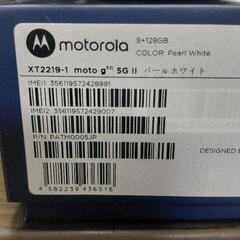 motorola
8+128GB
COLOR: Pearl White
XT2219-1 moto g⁵³ʲ 5G II パールホワイト
IMEI1: 356119572428991
IMEI2: 356119572429007
P/N: PATM0005JP
DESIGNED
4 582239 436516